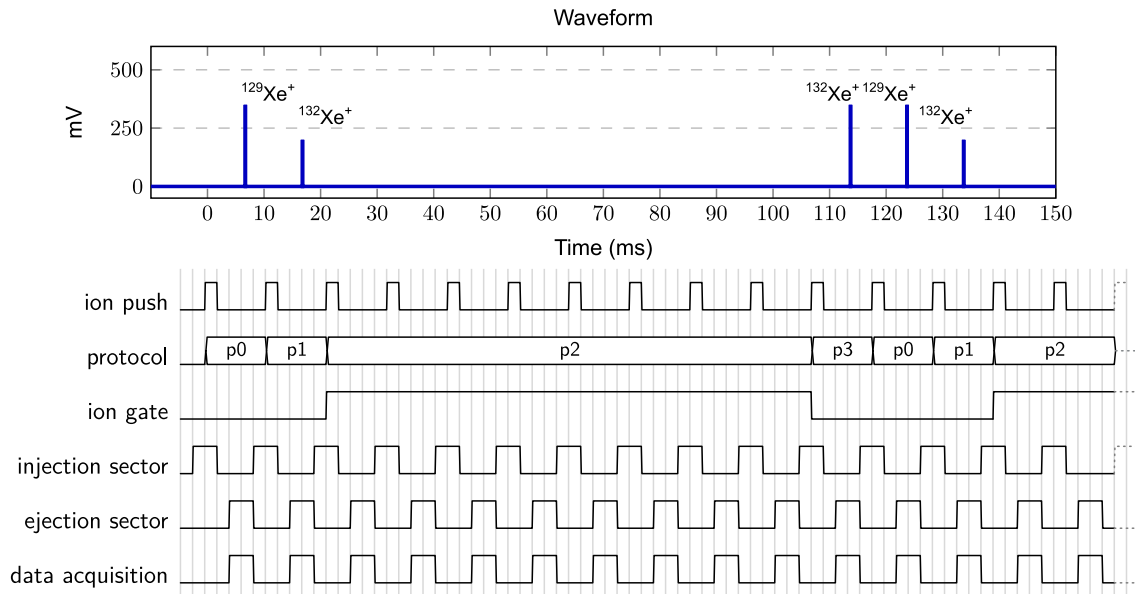 Waveform
500
250
0
mV
¹²⁹Xe⁺
¹³²Xe⁺
¹³²Xe⁺ ¹²⁹Xe⁺
¹³²Xe⁺
0 10 20 30 40 50 60 70 80 90 100 110 120 130 140 150
Time (ms)
ion push
protocol p0 p1 p2 p3 p0 p1 p2
ion gate
injection sector
ejection sector
data acquisition